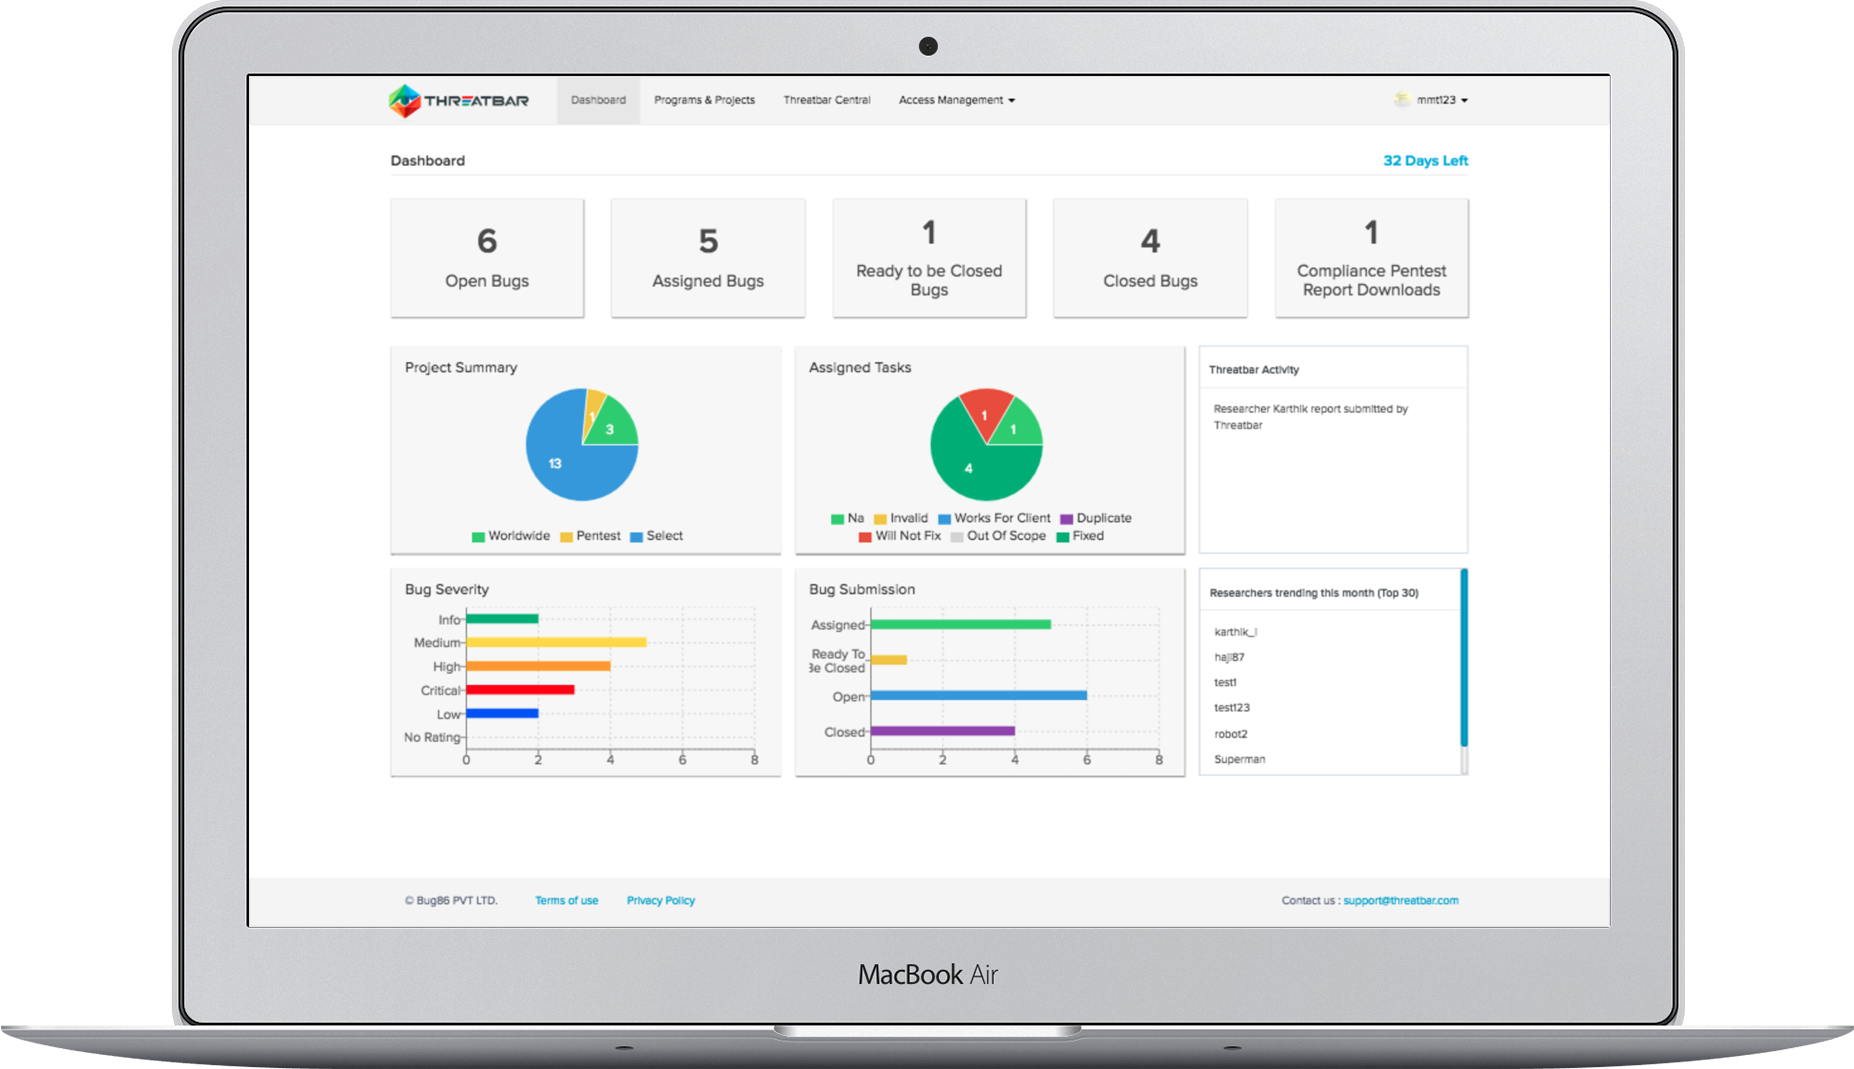 THREATBAR
Dashboard
Programs & Projects
Threatbar Central
Access Management
mmt123
Dashboard
32 Days Left
6
Open Bugs
5
Assigned Bugs
1
Ready to be Closed
Bugs
4
Closed Bugs
1
Compliance Pentest
Report Downloads
Project Summary
1
3
13
Worldwide Pentest Select
Assigned Tasks
1
1
4
Na Invalid Works For Client Duplicate
Will Not Fix Out Of Scope Fixed
Threatbar Activity
Researcher Karthik report submitted by
Threatbar
Bug Severity
Info
Medium
High
Critical
Low
No Rating
0 2 4 6 8
Bug Submission
Assigned
Ready To
Be Closed
Open
Closed
0 2 4 6 8
Researchers trending this month (Top 30)
karthik_i
haji87
test1
test123
robot2
Superman
© Bug86 PVT LTD.
Terms of use
Privacy Policy
Contact us : support@threatbar.com
MacBook Air